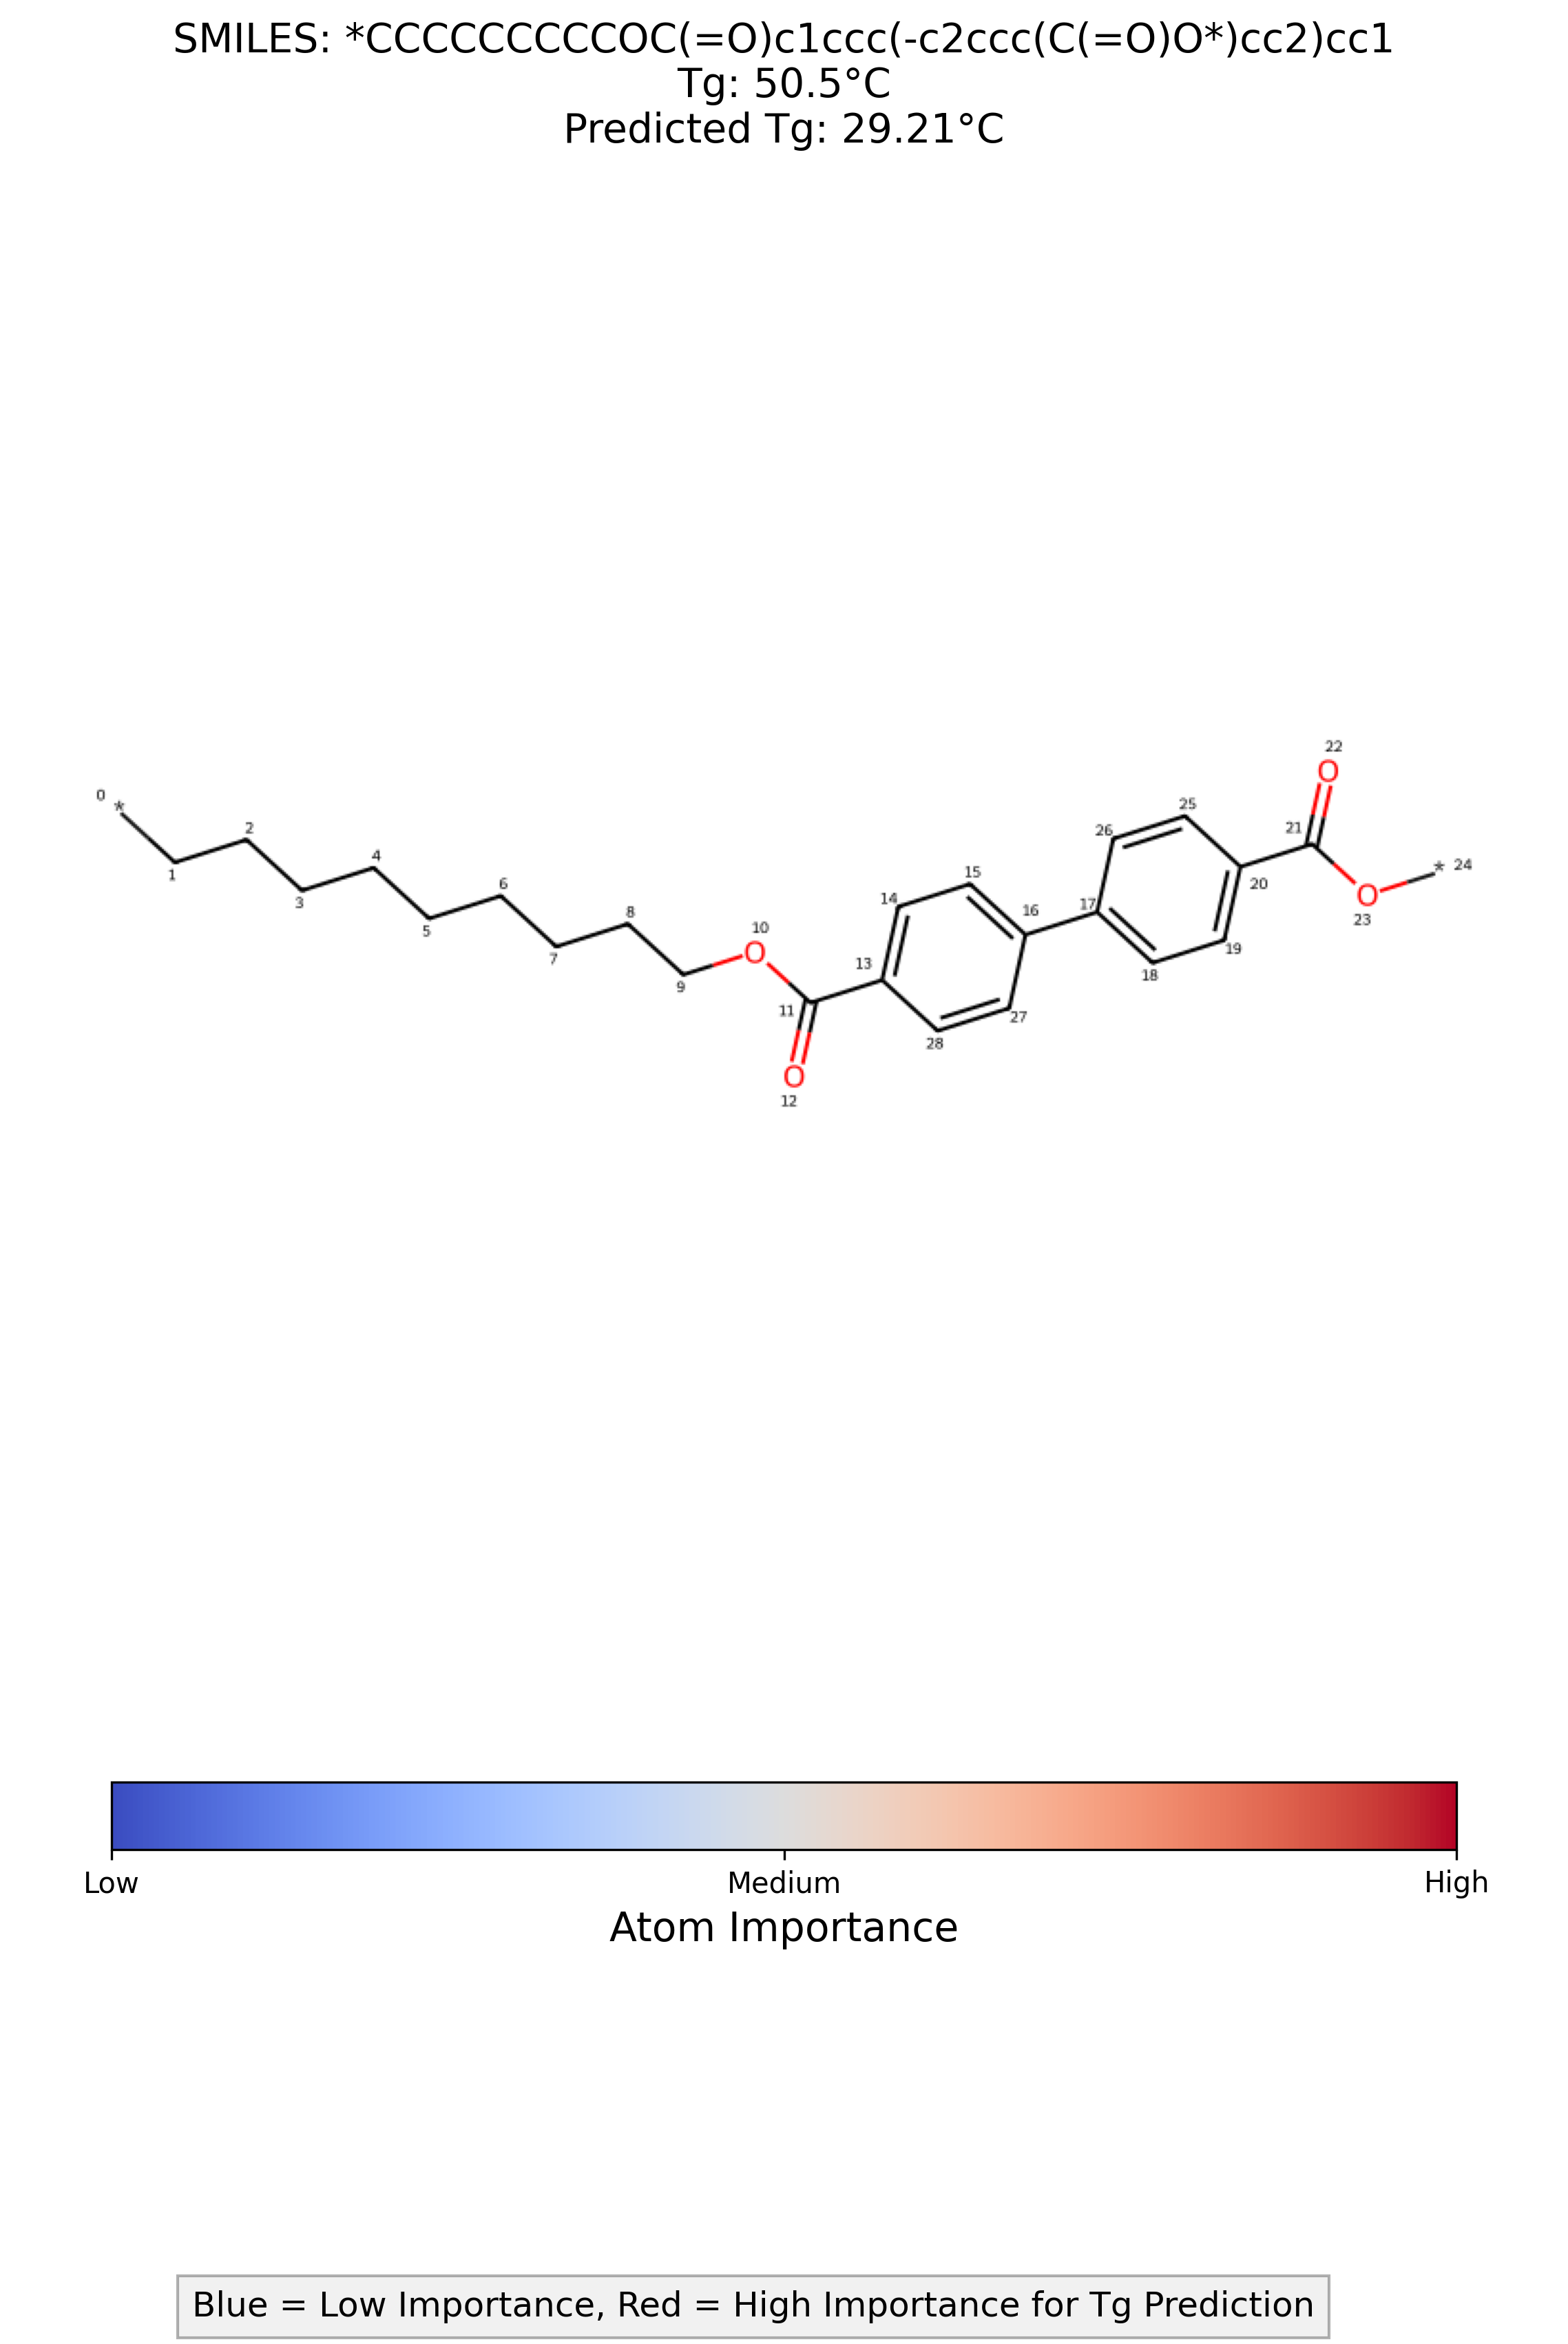 SMILES: *CCCCCCCCCCOC(=O)c1ccc(-c2ccc(C(=O)O*)cc2)cc1
Tg: 50.5°C
Predicted Tg: 29.21°C
22
O
25
21
26
0
*
2
* 24
20
O
23
4
15
6
14
16
17
19
18
1
3
8
5
10
O
13
7
9
11
27
28
O
12
Low
Medium
High
Atom Importance
Blue = Low Importance, Red = High Importance for Tg Prediction